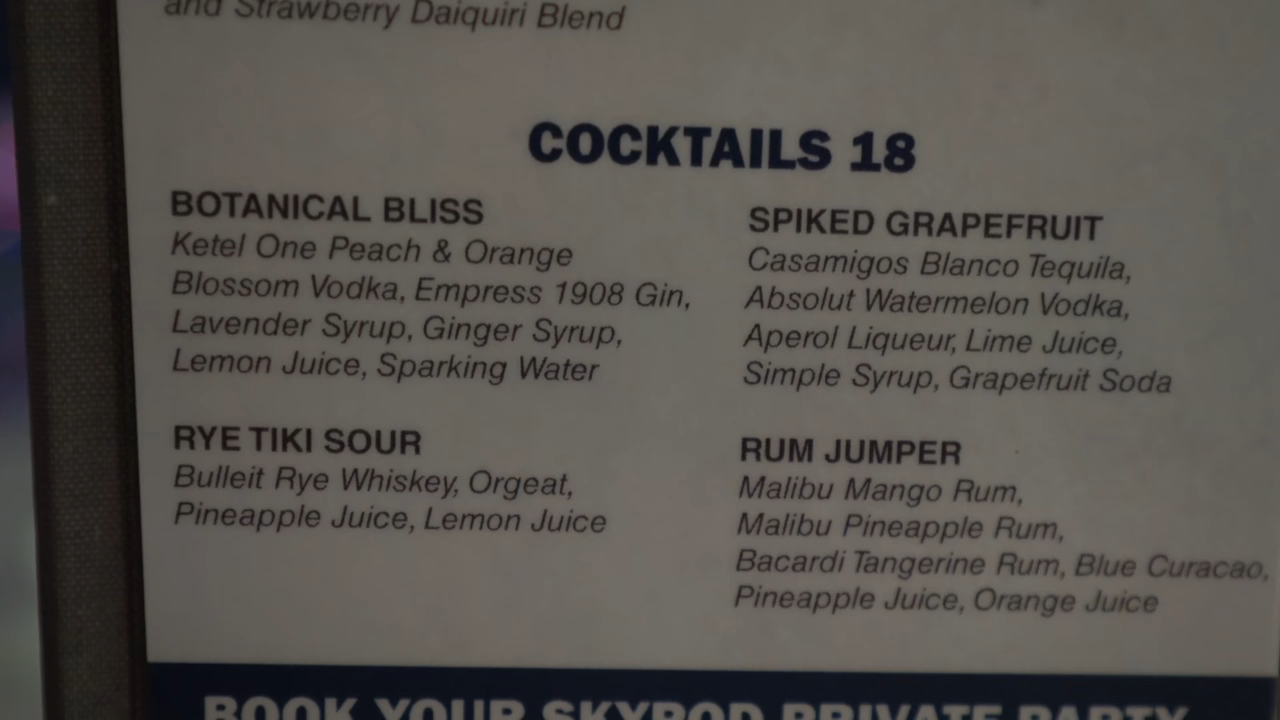 and Strawberry Daiquiri Blend
COCKTAILS 18
BOTANICAL BLISS
Ketel One Peach & Orange
Blossom Vodka, Empress 1908 Gin,
Lavender Syrup, Ginger Syrup,
Lemon Juice, Sparking Water
RYE TIKI SOUR
Bulleit Rye Whiskey, Orgeat,
Pineapple Juice, Lemon Juice
SPIKED GRAPEFRUIT
Casamigos Blanco Tequila,
Absolut Watermelon Vodka,
Aperol Liqueur, Lime Juice,
Simple Syrup, Grapefruit Soda
RUM JUMPER
Malibu Mango Rum,
Malibu Pineapple Rum,
Bacardi Tangerine Rum, Blue Curacao,
Pineapple Juice, Orange Juice
BOOK YOUR SKYPOD PRIVATE PARTY